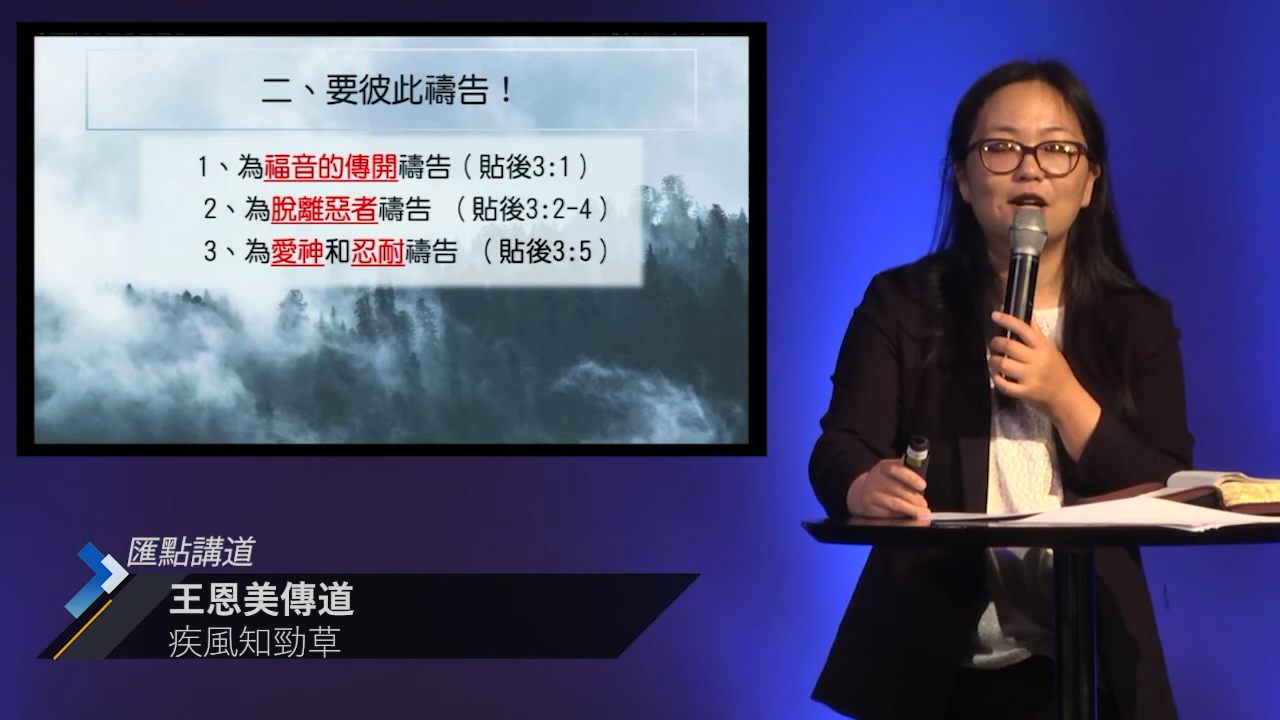 二、要彼此禱告！
1、為福音的傳開禱告（貼後3:1）
2、為脫離惡者禱告 （貼後3:2-4）
3、為愛神和忍耐禱告 （貼後3:5）
匯點講道
王恩美傳道
疾風知勁草